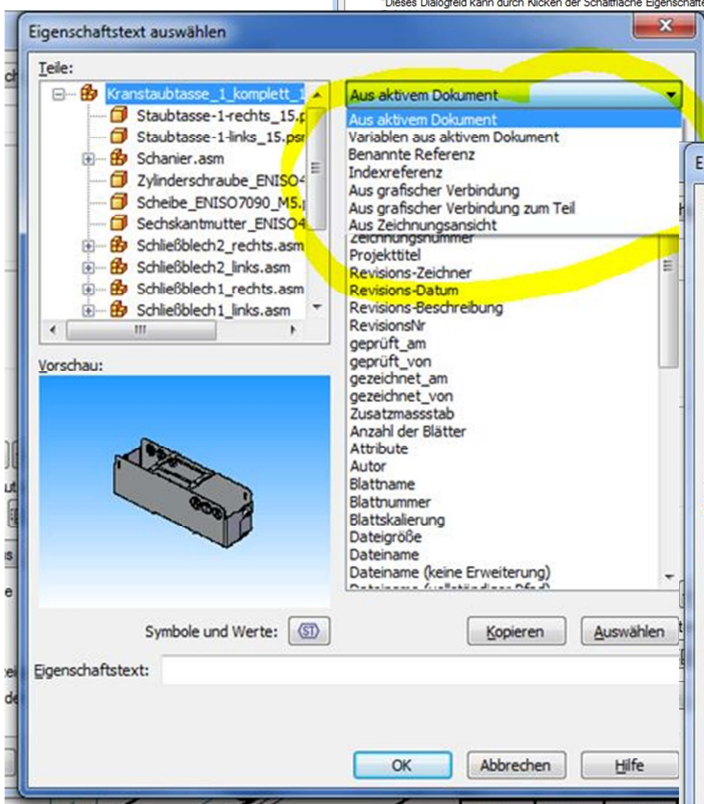 "Dieses Dialogfeld kann durch Klicken der Schaltfläche Eigenschafte
Eigenschaftstext auswählen
Teile:
Kranstaubtasse_1_komplett_1
Staubtasse-1-rechts_15.p
Staubtasse-1-links_15.psr
Schanier.asm
Zylinderschraube_ENISO4
Scheibe_ENISO7090_M5.
Sechskantmutter_ENISO4
Schließblech2_rechts.asm
Schließblech2_links.asm
Schließblech1_rechts.asm
Schließblech1_links.asm
Aus aktivem Dokument
Aus aktivem Dokument
Variablen aus aktivem Dokument
Benannte Referenz
Indexreferenz
Aus grafischer Verbindung
Aus grafischer Verbindung zum Teil
Aus Zeichnungsansicht
Zeichnungsnummer
Projekttitel
Revisions-Zeichner
Revisions-Datum
Revisions-Beschreibung
RevisionsNr
geprüft_am
geprüft_von
gezeichnet_am
gezeichnet_von
Zusatzmassstab
Anzahl der Blätter
Attribute
Autor
Blattname
Blattnummer
Blattskalierung
Dateigröße
Dateiname
Dateiname (keine Erweiterung)
Dateiname (vollständiger Pfad)
Vorschau:
Symbole und Werte:
Kopieren
Auswählen
Eigenschaftstext:
OK
Abbrechen
Hilfe